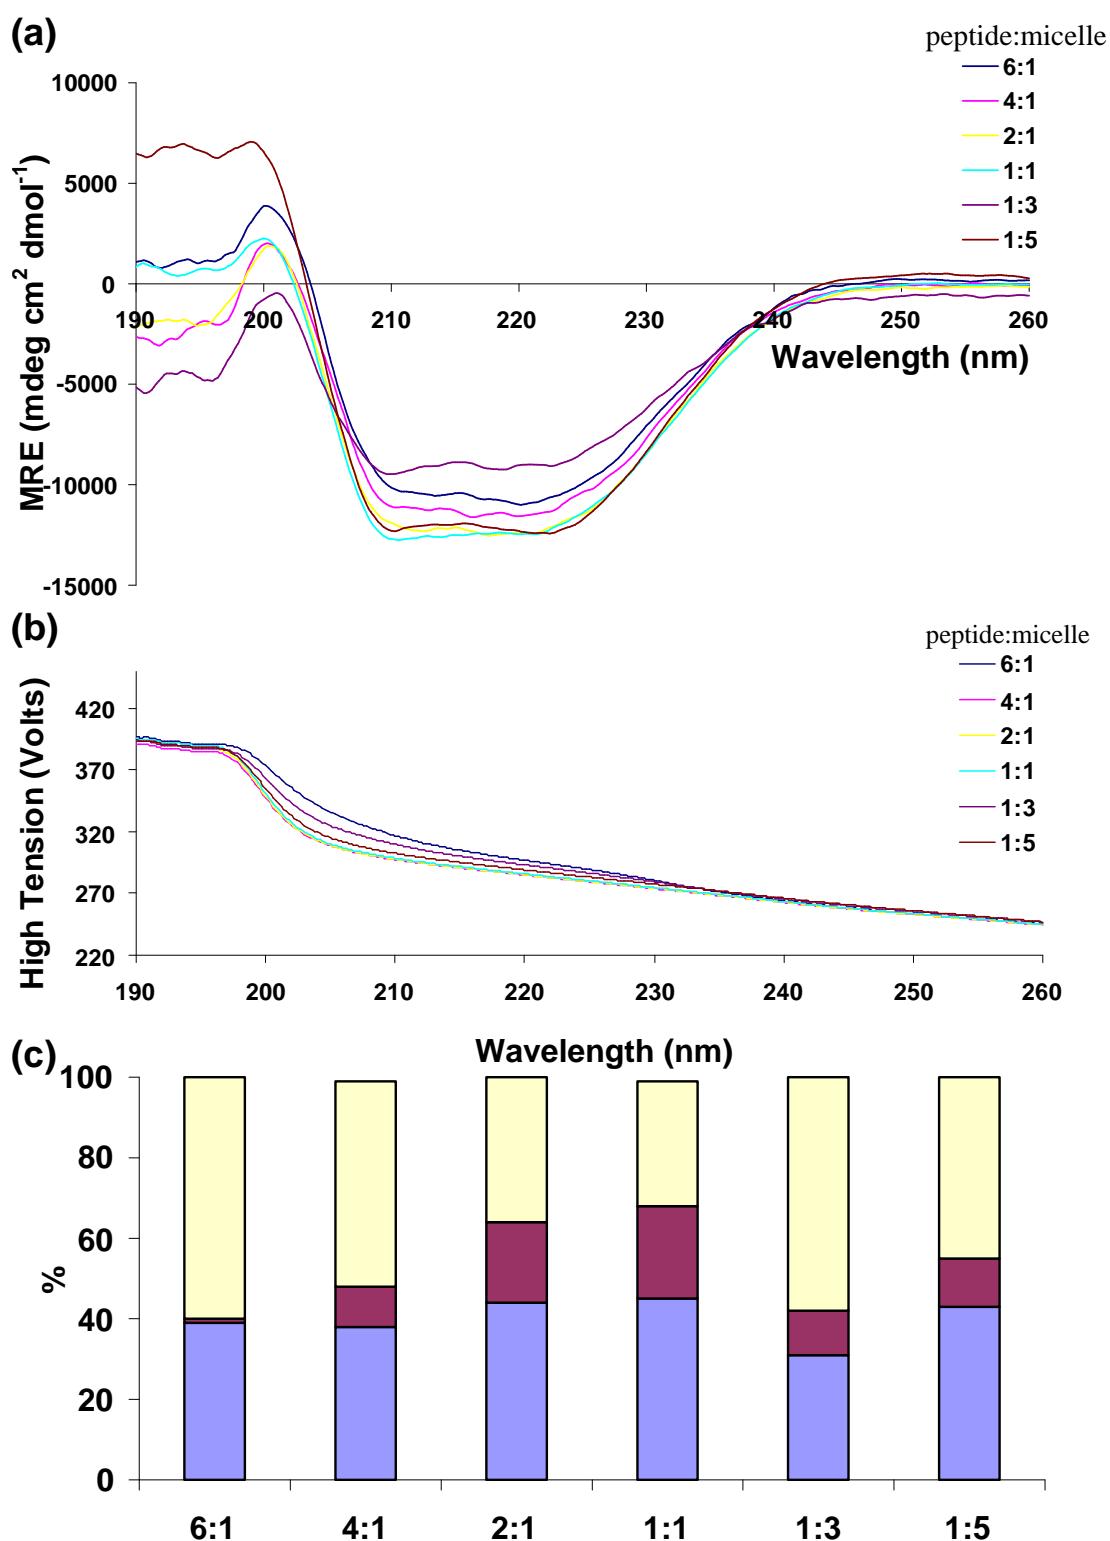 (a)
peptide:micelle
6:1
4:1
2:1
1:1
1:3
1:5
10000
5000
0
-5000
-10000
-15000
MRE (mdeg cm2 dmol-1)
190 200 210 220 230 240 250 260
Wavelength (nm)
(b)
peptide:micelle
6:1
4:1
2:1
1:1
1:3
1:5
High Tension (Volts)
420
370
320
270
220
190 200 210 220 230 240 250 260
Wavelength (nm)
(c)
100
80
60
40
20
0
%
6:1 4:1 2:1 1:1 1:3 1:5